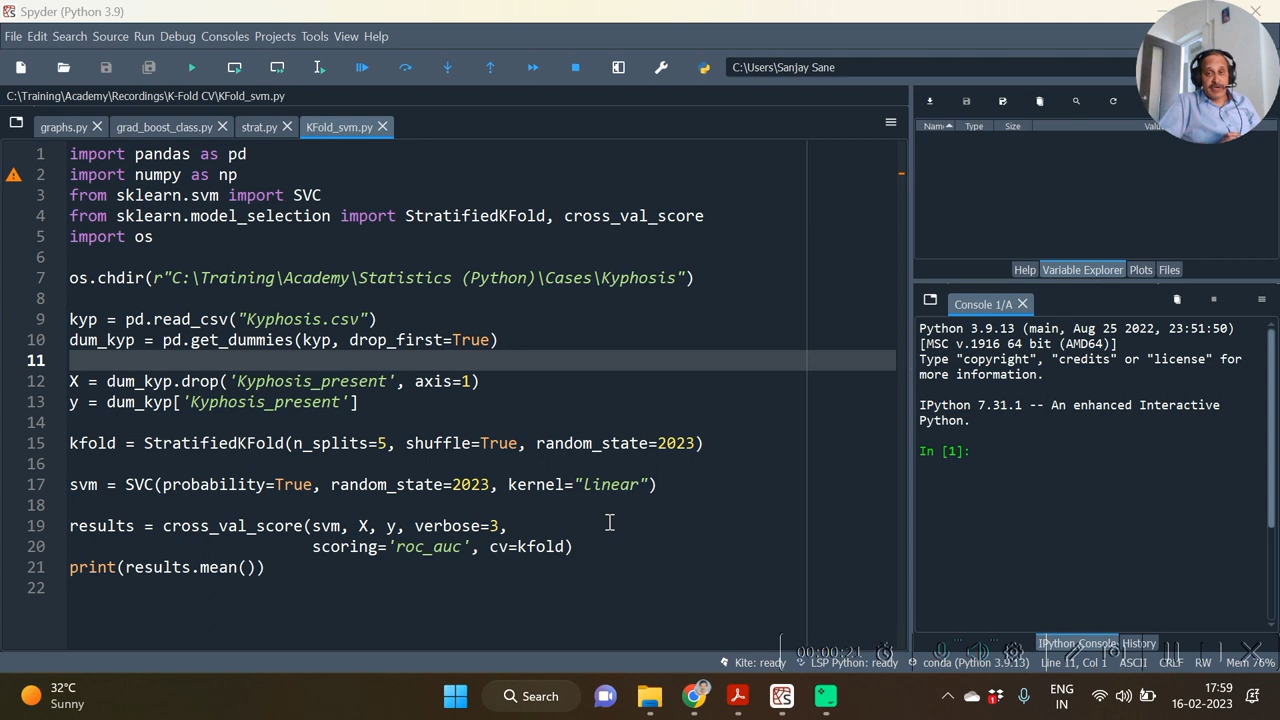 Spyder (Python 3.9)
File Edit Search Source Run Debug Consoles Projects Tools View Help
C:\Users\Sanjay Sane
C:\Training\Academy\Recordings\K-Fold CV\KFold_svm.py
graphs.py grad_boost_class.py strat.py KFold_svm.py
Name Type Size
1 import pandas as pd
2 import numpy as np
3 from sklearn.svm import SVC
4 from sklearn.model_selection import StratifiedKFold, cross_val_score
5 import os
6
7 os.chdir(r"C:\Training\Academy\Statistics (Python)\Cases\Kyphosis")
8
9 kyp = pd.read_csv("Kyphosis.csv")
10 dum_kyp = pd.get_dummies(kyp, drop_first=True)
11
12 X = dum_kyp.drop('Kyphosis_present', axis=1)
13 y = dum_kyp['Kyphosis_present']
14
15 kfold = StratifiedKFold(n_splits=5, shuffle=True, random_state=2023)
16
17 svm = SVC(probability=True, random_state=2023, kernel="linear")
18
19 results = cross_val_score(svm, X, y, verbose=3,
20 scoring='roc_auc', cv=kfold)
21 print(results.mean())
22
Help Variable Explorer Plots Files
Console 1/A
Python 3.9.13 (main, Aug 25 2022, 23:51:50)
[MSC v.1916 64 bit (AMD64)]
Type "copyright", "credits" or "license" for
more information.
IPython 7.31.1 -- An enhanced Interactive
Python.
In [1]:
IPython Console History
00:00:21
Kite: ready LSP Python: ready conda (Python 3.9.13) Line 11, Col 1 ASCII CRLF RW Mem 76%
32°C
Sunny
Search
ENG
IN
17:59
16-02-2023